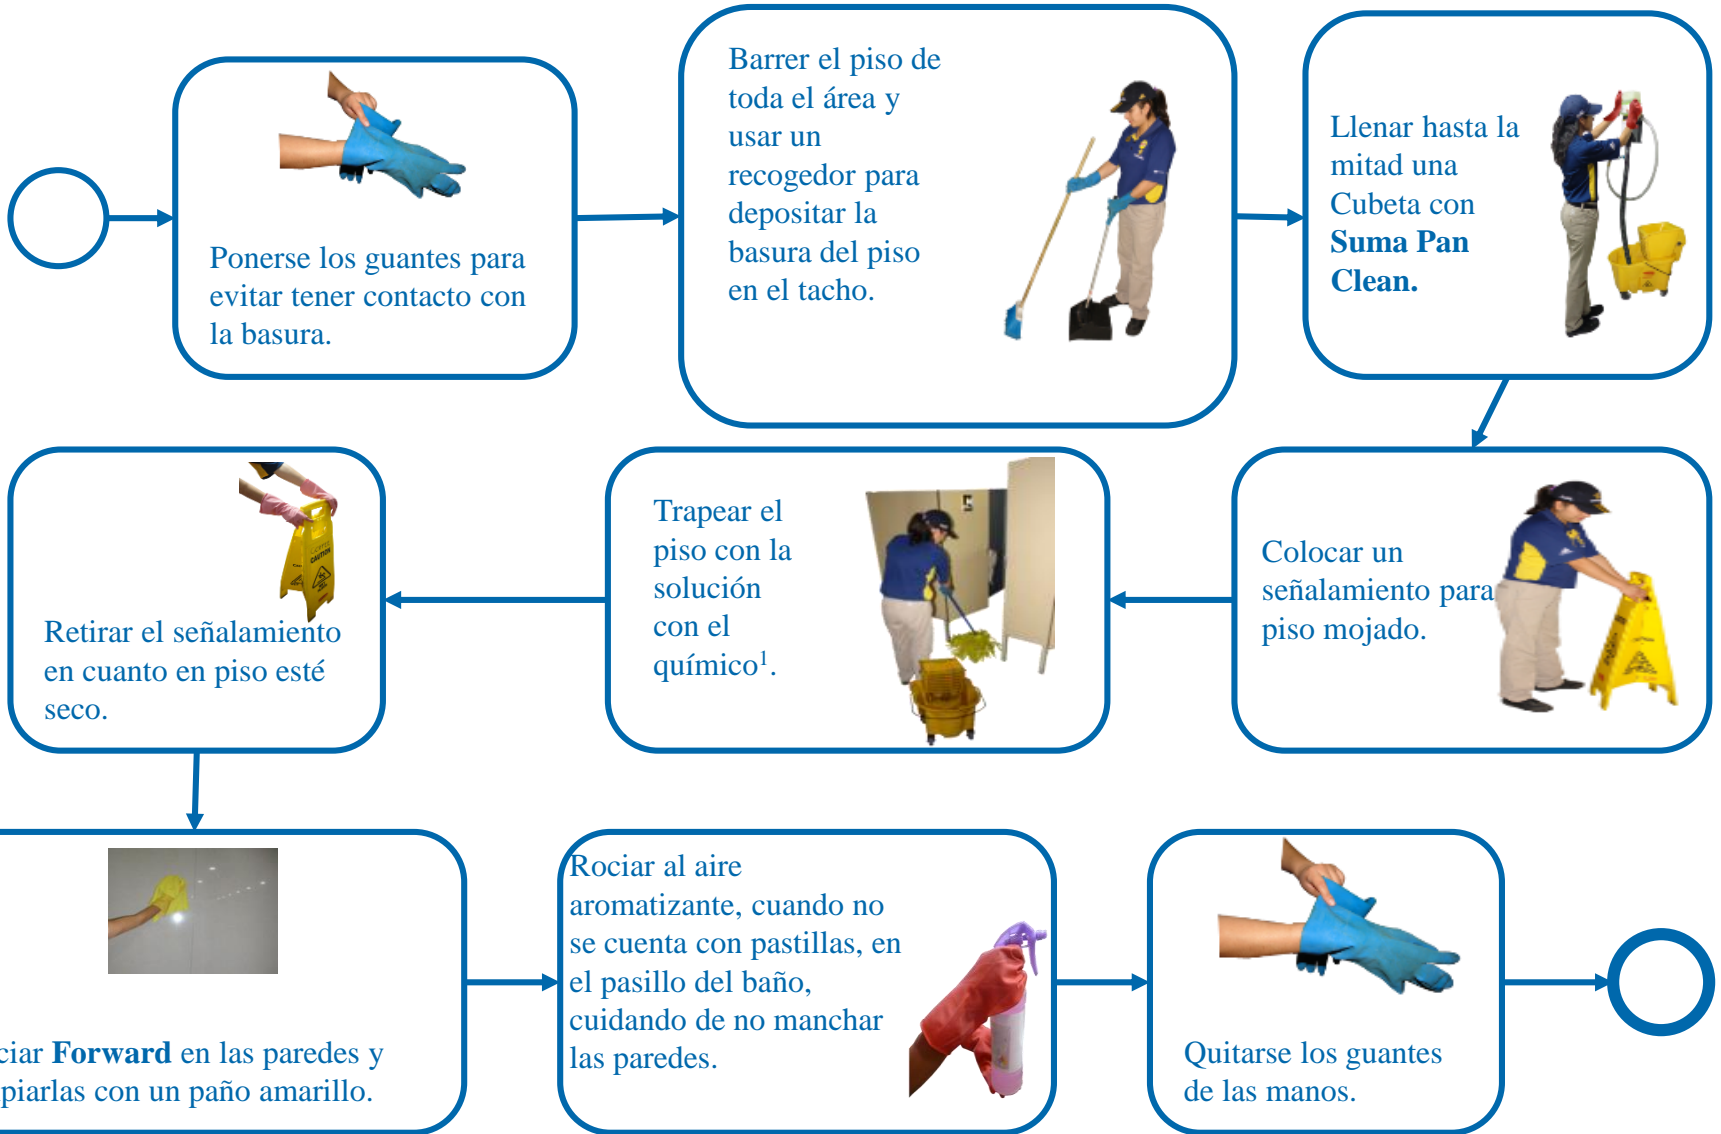 Ponerse los guantes para
evitar tener contacto con
la basura.
Barrer el piso de
toda el área y
usar un
recogedor para
depositar la
basura del piso
en el tacho.
Llenar hasta la
mitad una
Cubeta con
Suma Pan
Clean.
Colocar un
señalamiento para
piso mojado.
CAUTION
Trapear el
piso con la
solución
con el
químico¹.
Retirar el señalamiento
en cuanto en piso esté
seco.
ciar Forward en las paredes y
piarlas con un paño amarillo.
Rociar al aire
aromatizante, cuando no
se cuenta con pastillas, en
el pasillo del baño,
cuidando de no manchar
las paredes.
Quitarse los guantes
de las manos.